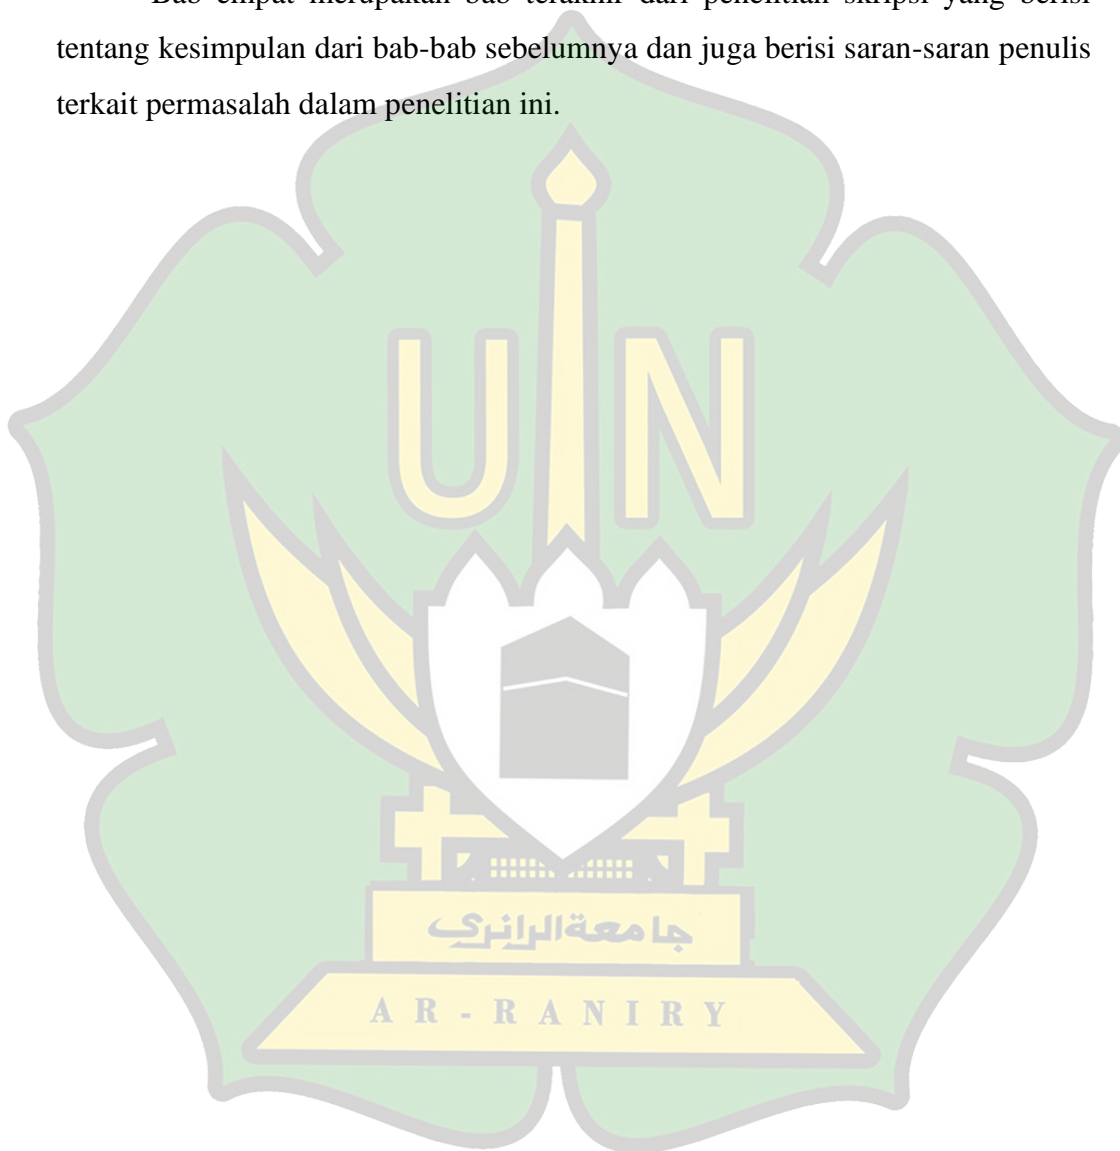 Bab empat merupakan bab terakhir dari penelitian skripsi yang berisi
tentang kesimpulan dari bab-bab sebelumnya dan juga berisi saran-saran penulis
terkait permasalah dalam penelitian ini.
UIN
جامعة الرانري
AR-RANIRY